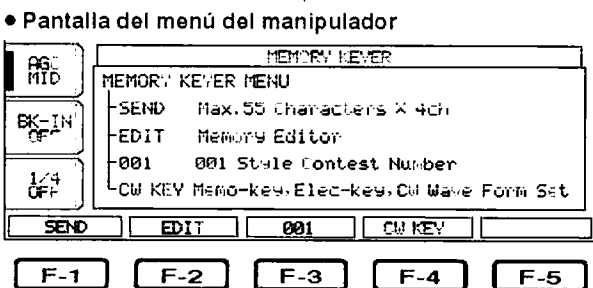 • Pantalla del menú del manipulador
MEMORY KEYER
AGC
MID
MEMORY KEYER MENU
SEND Max.55 Characters X 4ch
BK-IN
OFF
EDIT Memory Editor
001 001 Style Contest Number
1/4
OFF
CW KEY Memo-key,Elec-key,CW Wave Form Set
SEND EDIT 001 CW KEY
F-1 F-2 F-3 F-4 F-5